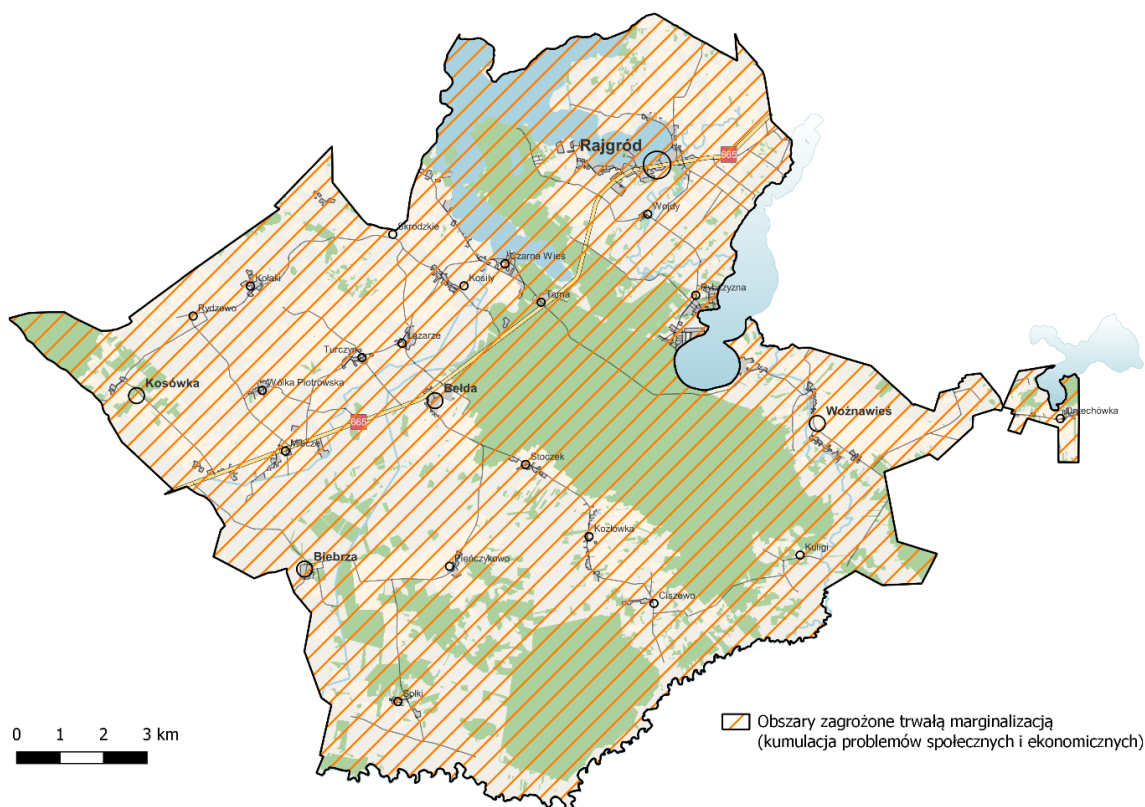 Rajgród
665
Wojdy
Skrodzkie
Czarna Wieś
Kołaki
Kosiły
Tama
Rybczyzna
Rydzewo
Łazarze
Turczyn
Kosówka
Wólka Piotrowska
Bełda
Woźnawieś
Orzechówka
665
Miecze
Stoczek
Kozłówka
Kuligi
Biebrza
Pieńczykowo
Ciszewo
Sołki
0 1 2 3 km
Obszary zagrożone trwałą marginalizacją
(kumulacja problemów społecznych i ekonomicznych)